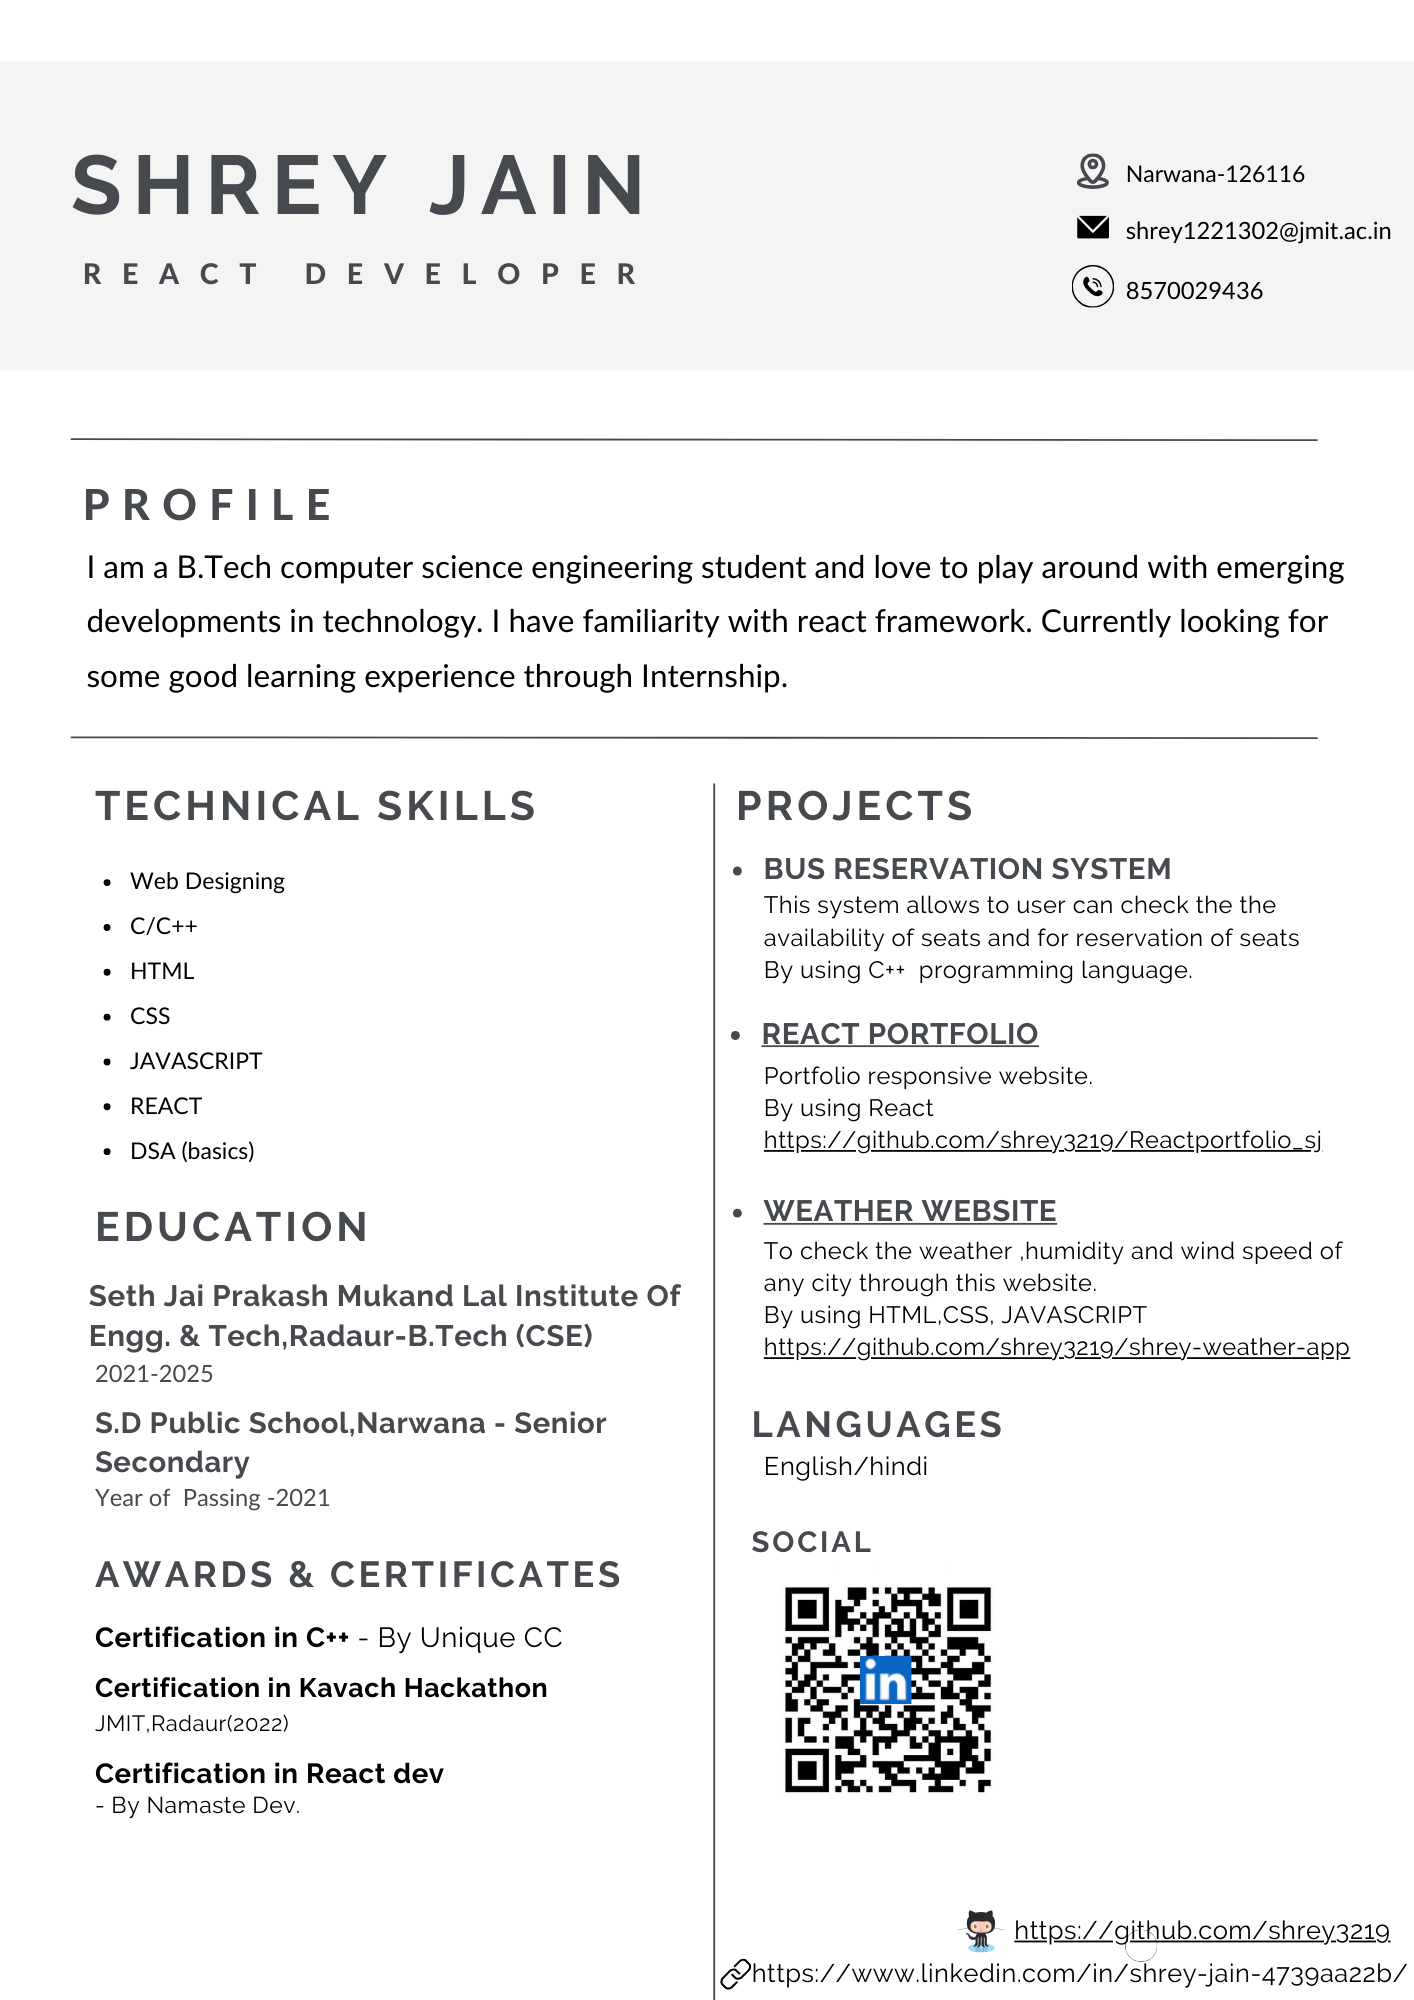 SHREY JAIN
REACT DEVELOPER
Narwana-126116
shrey1221302@jmit.ac.in
8570029436
PROFILE
I am a B.Tech computer science engineering student and love to play around with emerging
developments in technology. I have familiarity with react framework. Currently looking for
some good learning experience through Internship.
TECHNICAL SKILLS
• Web Designing
• C/C++
• HTML
• CSS
• JAVASCRIPT
• REACT
• DSA (basics)
EDUCATION
Seth Jai Prakash Mukand Lal Institute Of
Engg. & Tech,Radaur-B.Tech (CSE)
2021-2025
S.D Public School,Narwana - Senior
Secondary
Year of  Passing -2021
AWARDS & CERTIFICATES
Certification in C++ - By Unique CC
Certification in Kavach Hackathon
JMIT,Radaur(2022)
Certification in React dev
- By Namaste Dev.
PROJECTS
• BUS RESERVATION SYSTEM
This system allows to user can check the the
availability of seats and for reservation of seats
By using C++  programming language.
• REACT PORTFOLIO
Portfolio responsive website.
By using React
https://github.com/shrey3219/Reactportfolio_sj
• WEATHER WEBSITE
To check the weather ,humidity and wind speed of
any city through this website.
By using HTML,CSS, JAVASCRIPT
https://github.com/shrey3219/shrey-weather-app
LANGUAGES
English/hindi
SOCIAL
in
https://github.com/shrey3219
https://www.linkedin.com/in/shrey-jain-4739aa22b/